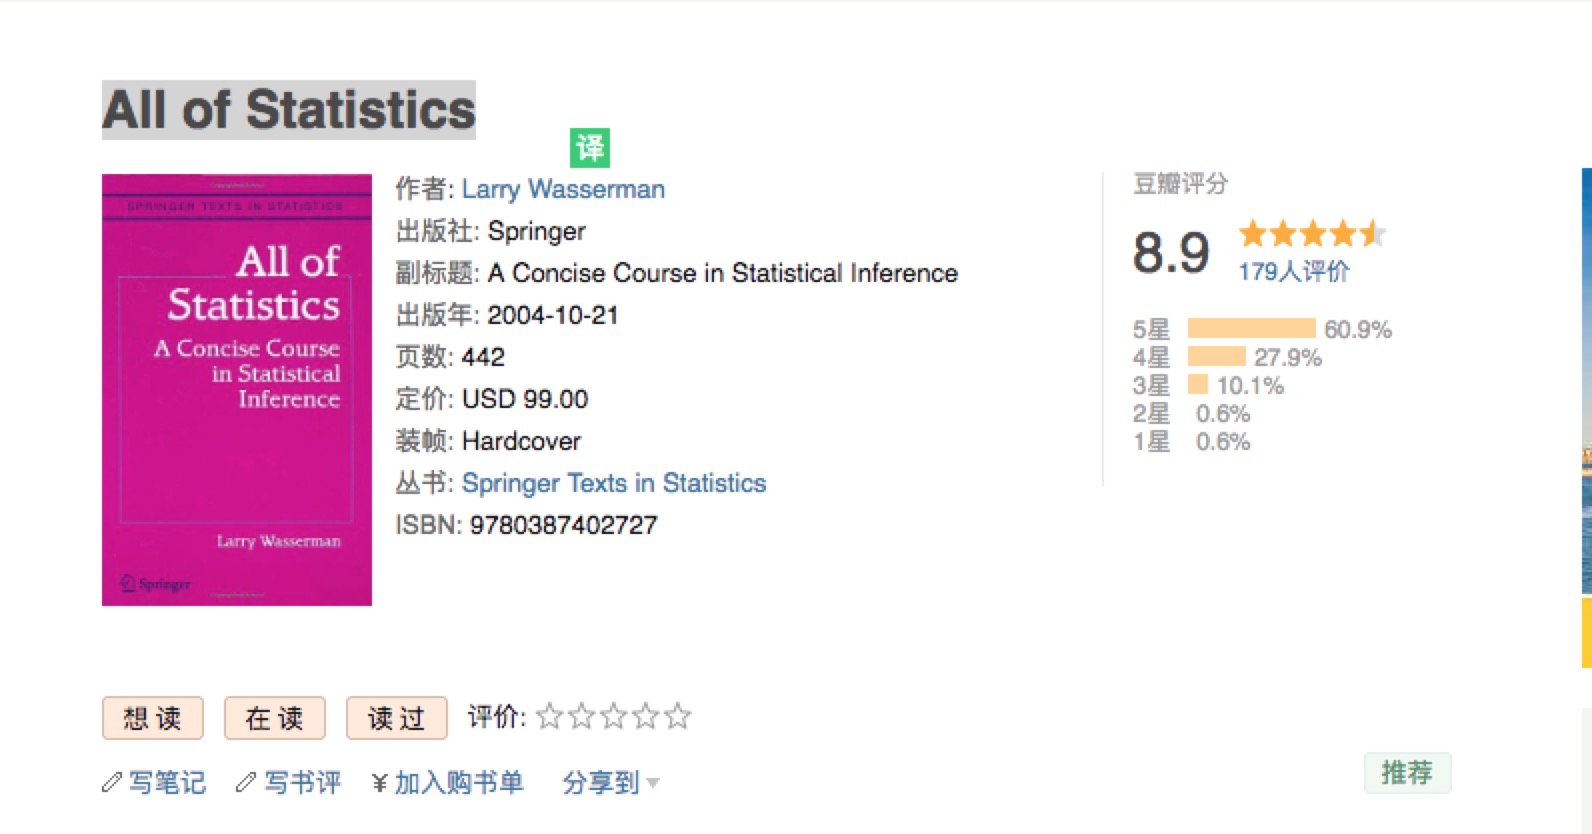 All of Statistics
译
SPRINGER TEXTS IN STATISTICS
All of
Statistics
A Concise Course
in Statistical
Inference
Larry Wasserman
Springer
作者: Larry Wasserman
出版社: Springer
副标题: A Concise Course in Statistical Inference
出版年: 2004-10-21
页数: 442
定价: USD 99.00
装帧: Hardcover
丛书: Springer Texts in Statistics
ISBN: 9780387402727
豆瓣评分
8.9
179人评价
5星 60.9%
4星 27.9%
3星 10.1%
2星 0.6%
1星 0.6%
想读 在读 读过 评价:
写笔记 写书评 ¥加入购书单 分享到
推荐